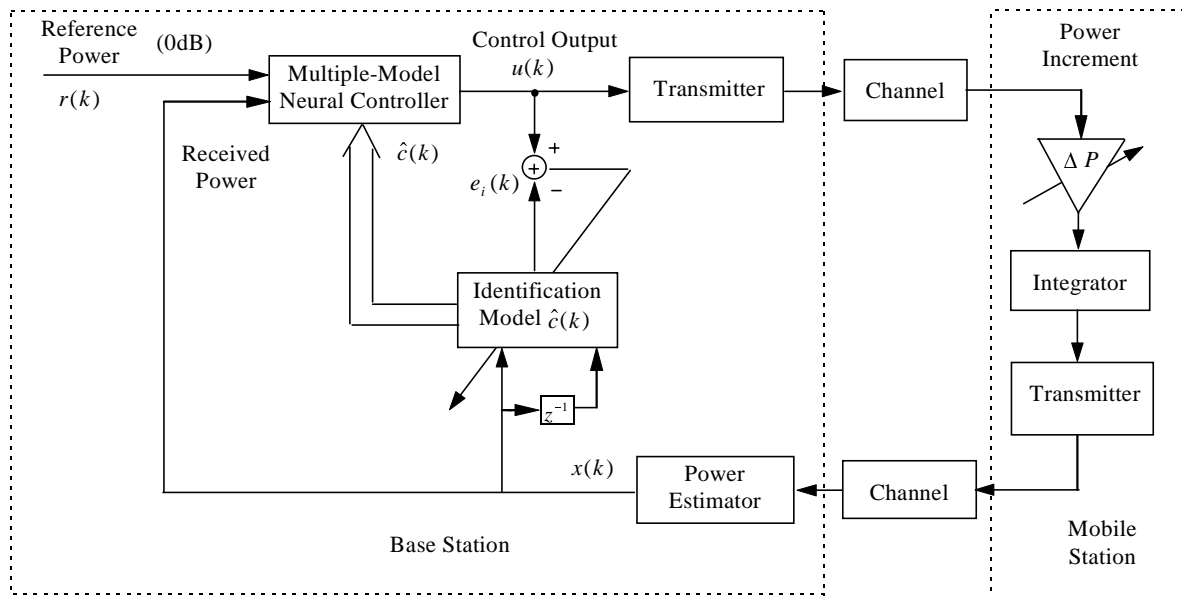 Reference
Power
(0dB)
r(k)
Multiple-Model
Neural Controller
Control Output
u(k)
Transmitter
Channel
Power
Increment
Received
Power
ĉ(k)
+
+
−
e_i(k)
Δ P
Identification
Model ĉ(k)
Integrator
z⁻¹
Transmitter
x(k)
Power
Estimator
Channel
Base Station
Mobile
Station